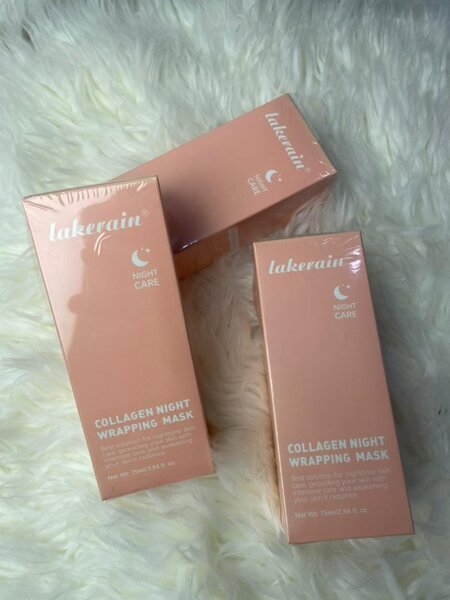 lakerain
NIGHT
CARE
lakerain®
NIGHT
CARE
COLLAGEN NIGHT
WRAPPING MASK
Best solution for nighttime skin
care, providing your skin with
intensive care and awakening
your skin's radiance.
Net Wt: 75ml/2.54 fl. oz.
lakerain
NIGHT
CARE
COLLAGEN NIGHT
WRAPPING MASK
Best solution for nighttime skin
care, providing your skin with
intensive care and awakening
your skin's radiance.
Net Wt: 75ml/2.54 fl. oz.